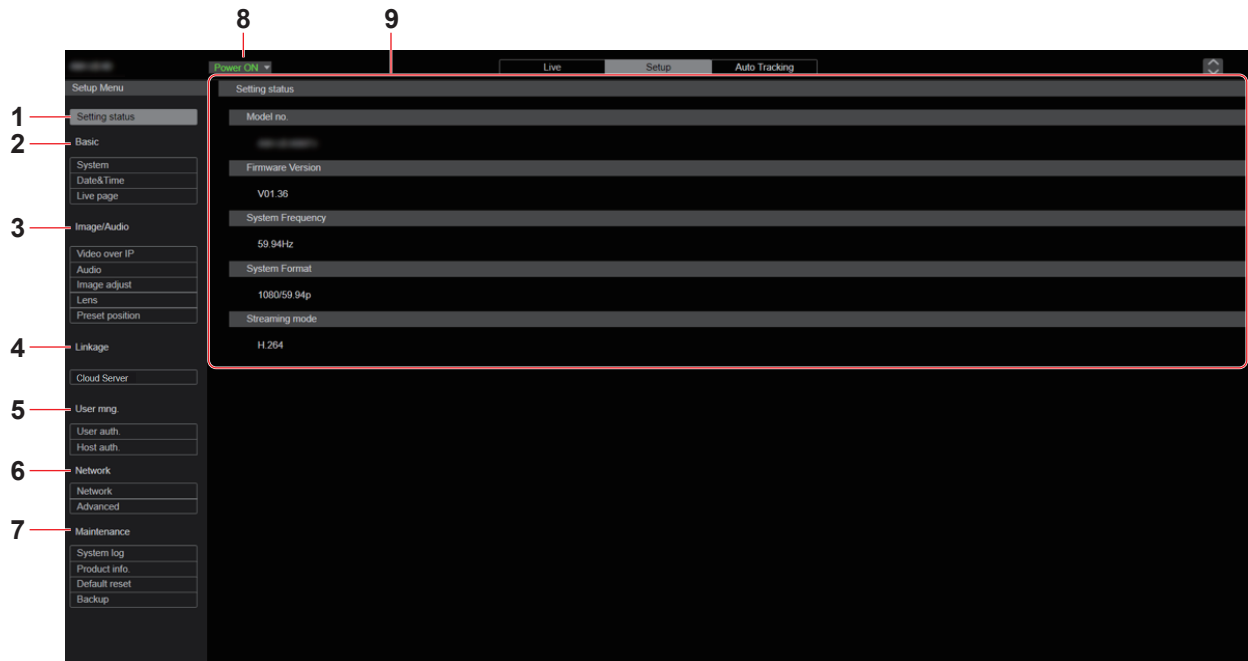 8 9
Power ON Live Setup Auto Tracking
Setup Menu Setting status
1 Setting status Model no.
2 Basic
System Firmware Version
Date&Time
Live page V01.36
3 Image/Audio System Frequency
Video over IP 59.94Hz
Audio System Format
Image adjust
Lens 1080/59.94p
Preset position Streaming mode
4 Linkage H.264
Cloud Server
5 User mng.
User auth.
Host auth.
6 Network
Network
Advanced
7 Maintenance
System log
Product info.
Default reset
Backup